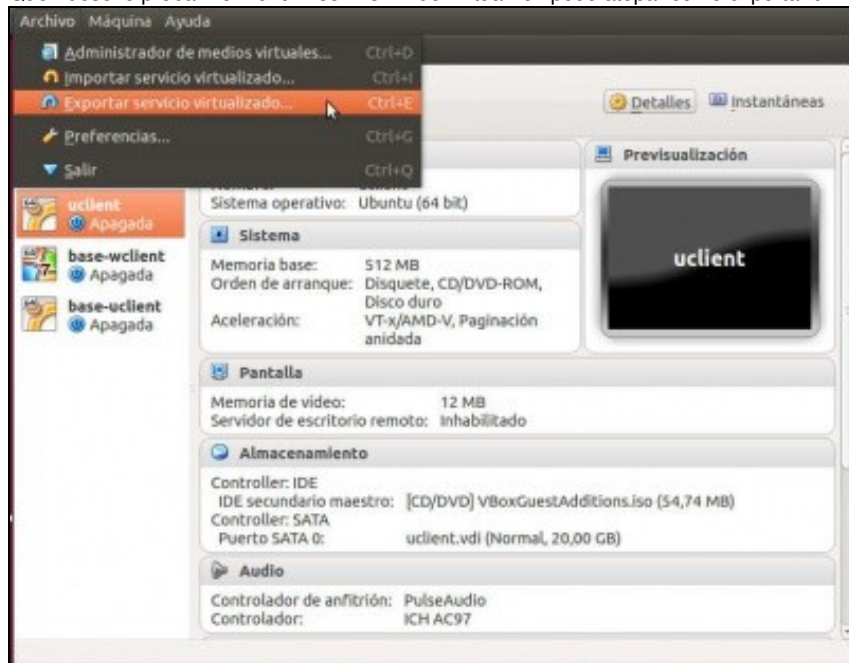 Archivo Máquina Ayuda
Administrador de medios virtuales... Ctrl+D
Importar servicio virtualizado... Ctrl+I
Exportar servicio virtualizado... Ctrl+E
Preferencias... Ctrl+G
Salir Ctrl+Q
Detalles Instantáneas
Previsualización
uclient
Sistema operativo: Ubuntu (64 bit)
uclient
Apagada
base-wclient
Apagada
base-uclient
Apagada
Sistema
Memoria base: 512 MB
Orden de arranque: Disquete, CD/DVD-ROM,
Disco duro
Aceleración: VT-x/AMD-V, Paginación
anidada
Pantalla
Memoria de vídeo: 12 MB
Servidor de escritorio remoto: Inhabilitado
Almacenamiento
Controller: IDE
IDE secundario maestro: [CD/DVD] VBoxGuestAdditions.iso (54,74 MB)
Controller: SATA
Puerto SATA 0: uclient.vdi (Normal, 20,00 GB)
Audio
Controlador de anfitrión: PulseAudio
Controlador: ICH AC97